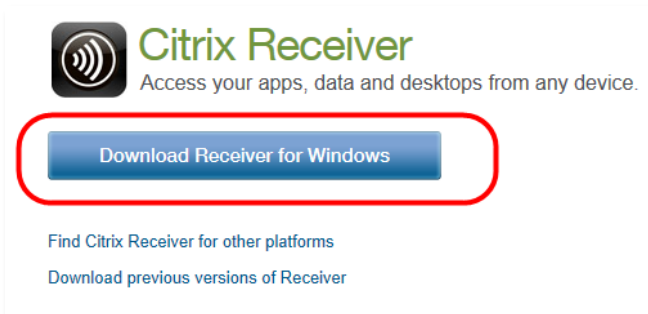 Citrix Receiver
Access your apps, data and desktops from any device.
Download Receiver for Windows
Find Citrix Receiver for other platforms
Download previous versions of Receiver